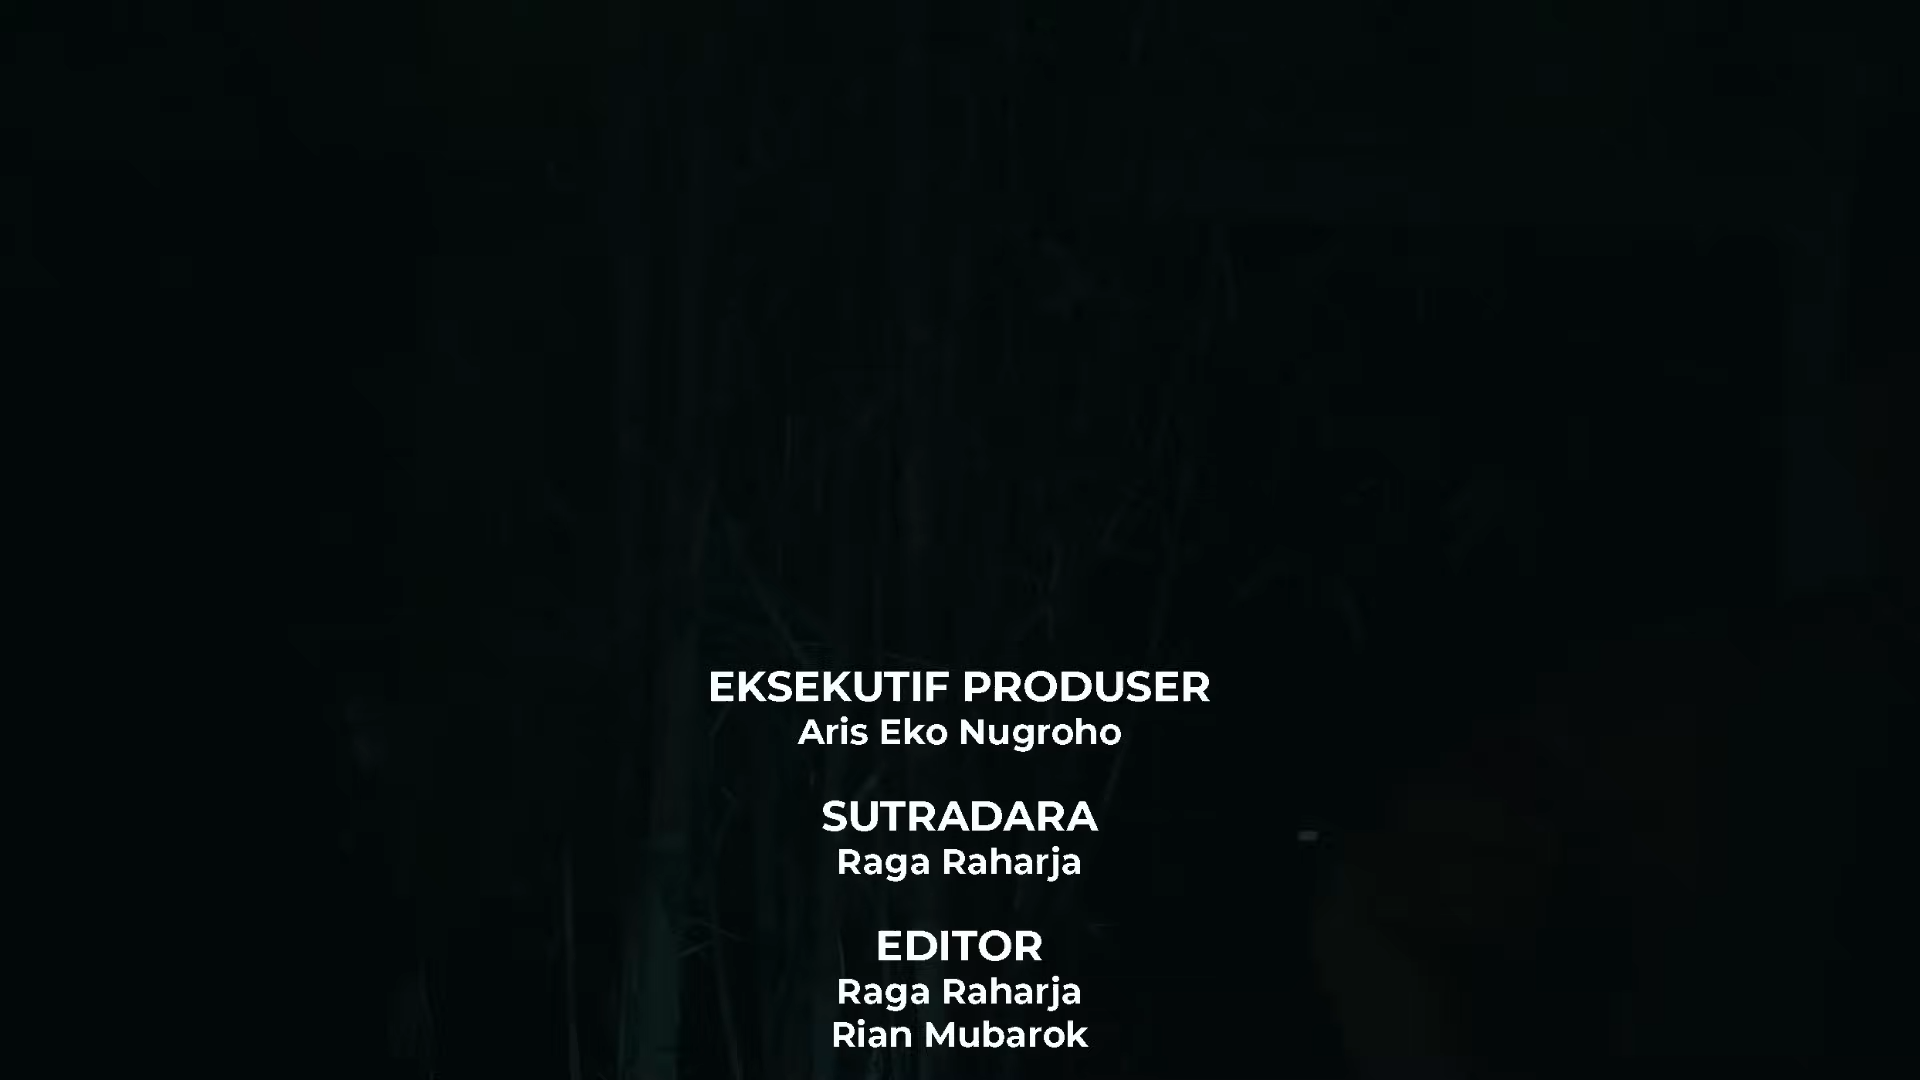 EKSEKUTIF PRODUSER
Aris Eko Nugroho
SUTRADARA
Raga Raharja
EDITOR
Raga Raharja
Rian Mubarok